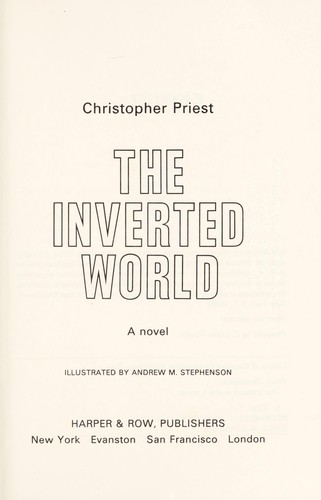 Christopher Priest
THE
INVERTED
WORLD
A novel
ILLUSTRATED BY ANDREW M. STEPHENSON
HARPER & ROW, PUBLISHERS
New York Evanston San Francisco London